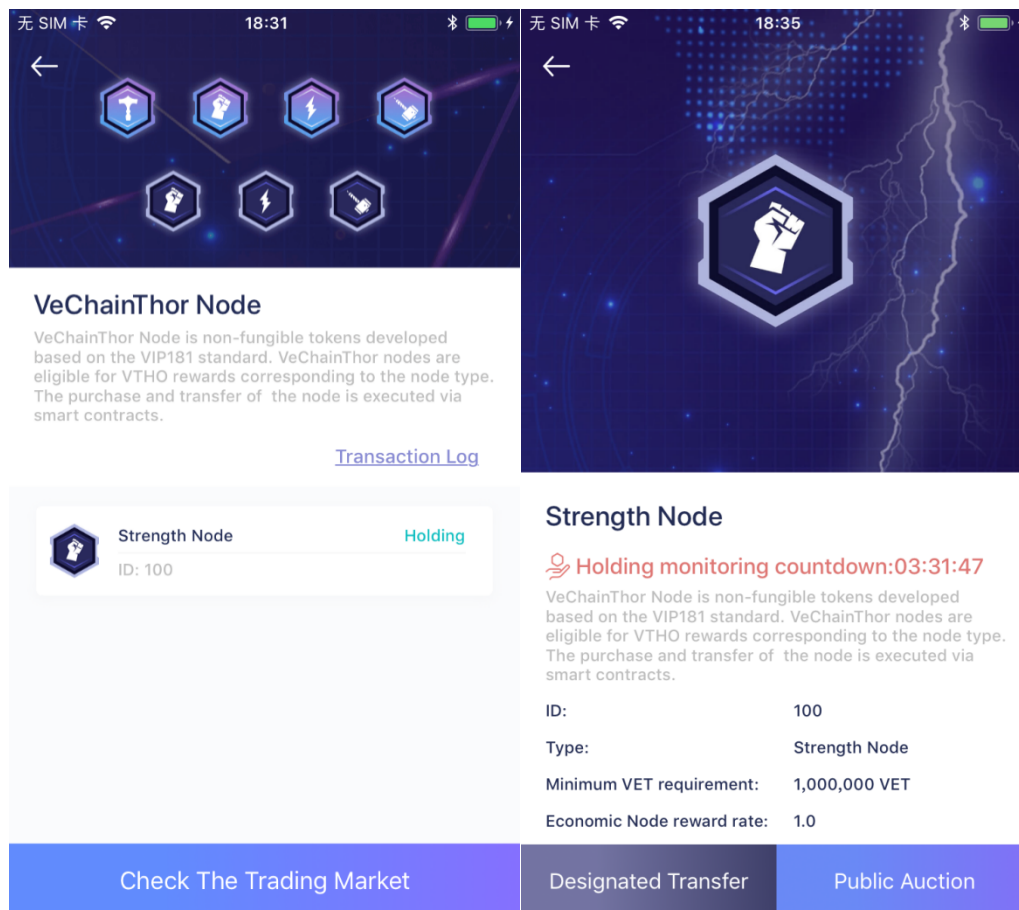 无 SIM 卡
18:31
VeChainThor Node
VeChainThor Node is non-fungible tokens developed
based on the VIP181 standard. VeChainThor nodes are
eligible for VTHO rewards corresponding to the node type.
The purchase and transfer of  the node is executed via
smart contracts.
Transaction Log
Strength Node Holding
ID: 100
Check The Trading Market
无 SIM 卡
18:35
Strength Node
Holding monitoring countdown:03:31:47
VeChainThor Node is non-fungible tokens developed
based on the VIP181 standard. VeChainThor nodes are
eligible for VTHO rewards corresponding to the node type.
The purchase and transfer of  the node is executed via
smart contracts.
ID: 100
Type: Strength Node
Minimum VET requirement: 1,000,000 VET
Economic Node reward rate: 1.0
Designated Transfer Public Auction